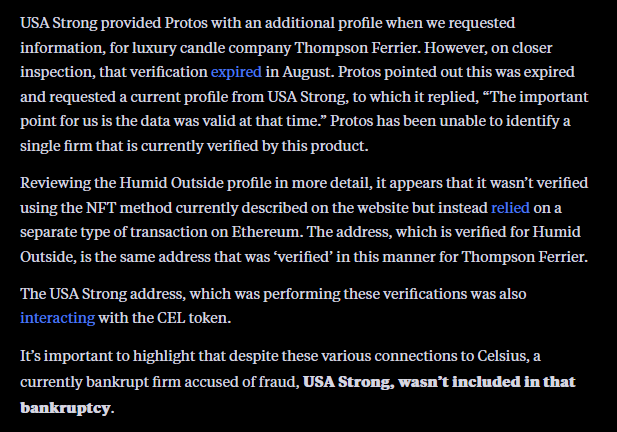 USA Strong provided Protos with an additional profile when we requested
information, for luxury candle company Thompson Ferrier. However, on closer
inspection, that verification expired in August. Protos pointed out this was expired
and requested a current profile from USA Strong, to which it replied, “The important
point for us is the data was valid at that time.” Protos has been unable to identify a
single firm that is currently verified by this product.
Reviewing the Humid Outside profile in more detail, it appears that it wasn’t verified
using the NFT method currently described on the website but instead relied on a
separate type of transaction on Ethereum. The address, which is verified for Humid
Outside, is the same address that was ‘verified’ in this manner for Thompson Ferrier.
The USA Strong address, which was performing these verifications was also
interacting with the CEL token.
It’s important to highlight that despite these various connections to Celsius, a
currently bankrupt firm accused of fraud, USA Strong, wasn’t included in that
bankruptcy.